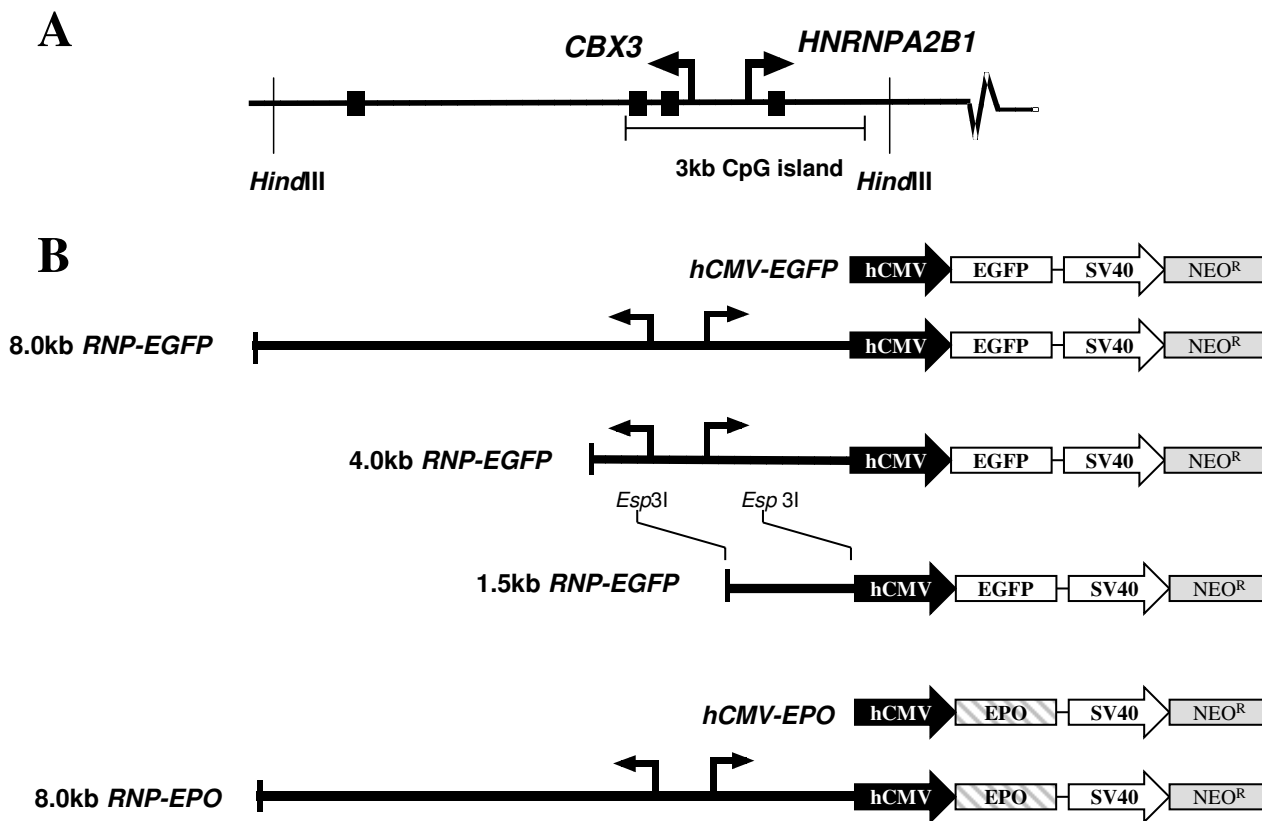 A
CBX3 HNRNPA2B1
HindIII 3kb CpG island HindIII
B
hCMV-EGFP hCMV EGFP SV40 NEOᴿ
8.0kb RNP-EGFP hCMV EGFP SV40 NEOᴿ
4.0kb RNP-EGFP hCMV EGFP SV40 NEOᴿ
Esp3I Esp 3I
1.5kb RNP-EGFP hCMV EGFP SV40 NEOᴿ
hCMV-EPO hCMV EPO SV40 NEOᴿ
8.0kb RNP-EPO hCMV EPO SV40 NEOᴿ